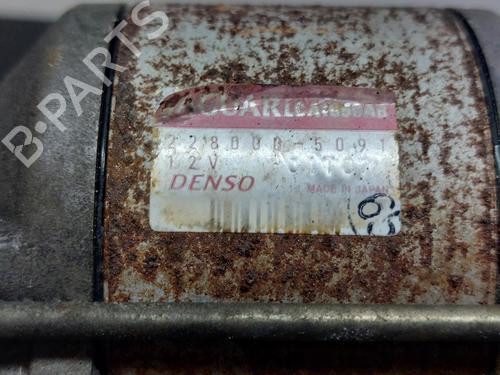 B-PARTS
JAGUAR
228000-5091
12V
DENSO
MADE IN JAPAN